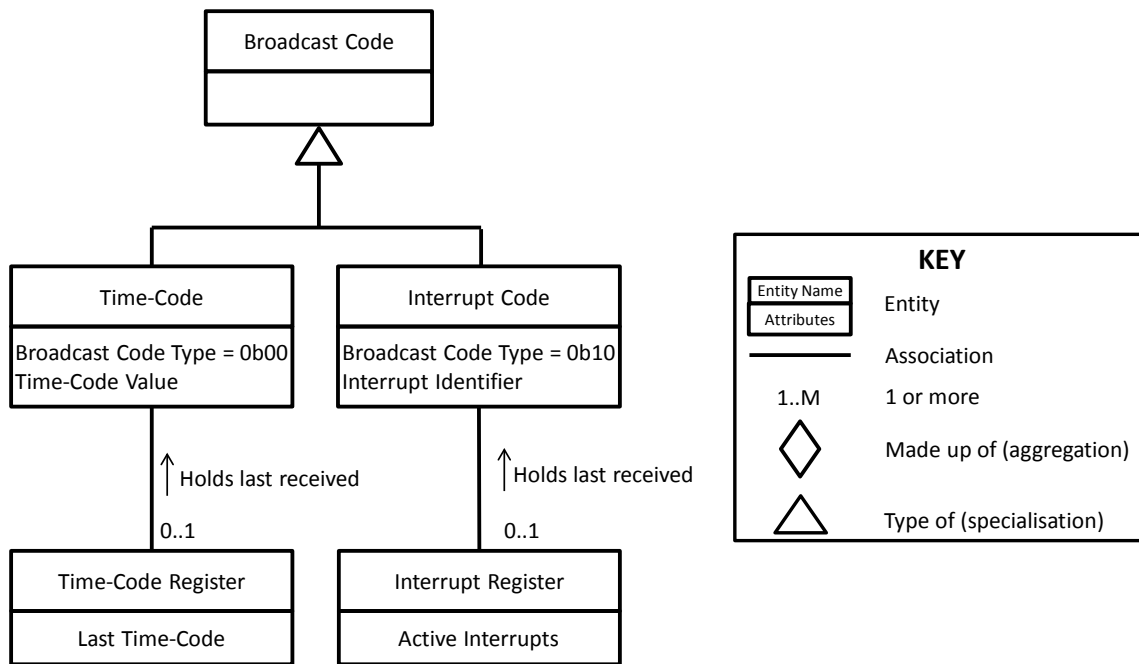 Broadcast Code
Time-Code
Broadcast Code Type = 0b00
Time-Code Value
Interrupt Code
Broadcast Code Type = 0b10
Interrupt Identifier
Holds last received
Holds last received
0..1
0..1
Time-Code Register
Last Time-Code
Interrupt Register
Active Interrupts
KEY
Entity Name
Attributes
Entity
Association
1..M
1 or more
Made up of (aggregation)
Type of (specialisation)